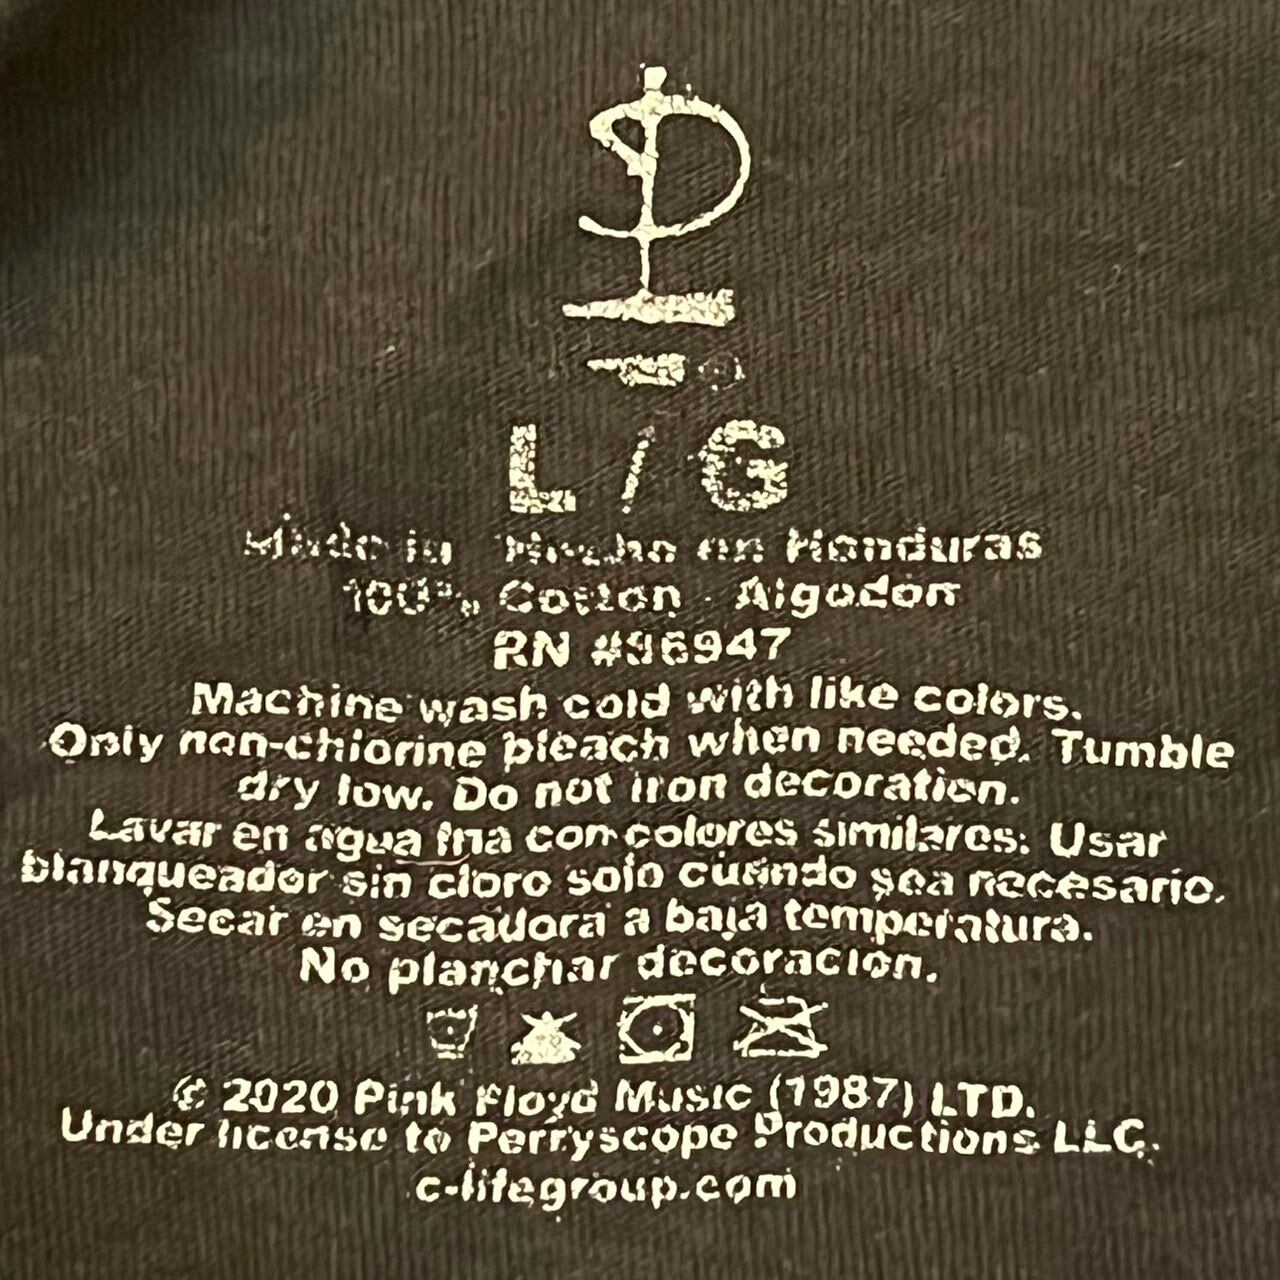 L / G
Made in Hecho en Honduras
100% Cotton · Algodón
RN #96947
Machine wash cold with like colors.
Only non-chlorine bleach when needed. Tumble
dry low. Do not iron decoration.
Lavar en agua fria con colores similares. Usar
blanqueador sin cloro solo cuando sea necesario.
Secar en secadora a baja temperatura.
No planchar decoracion.
© 2020 Pink Floyd Music (1987) LTD.
Under license to Perryscope Productions LLC.
c-lifegroup.com